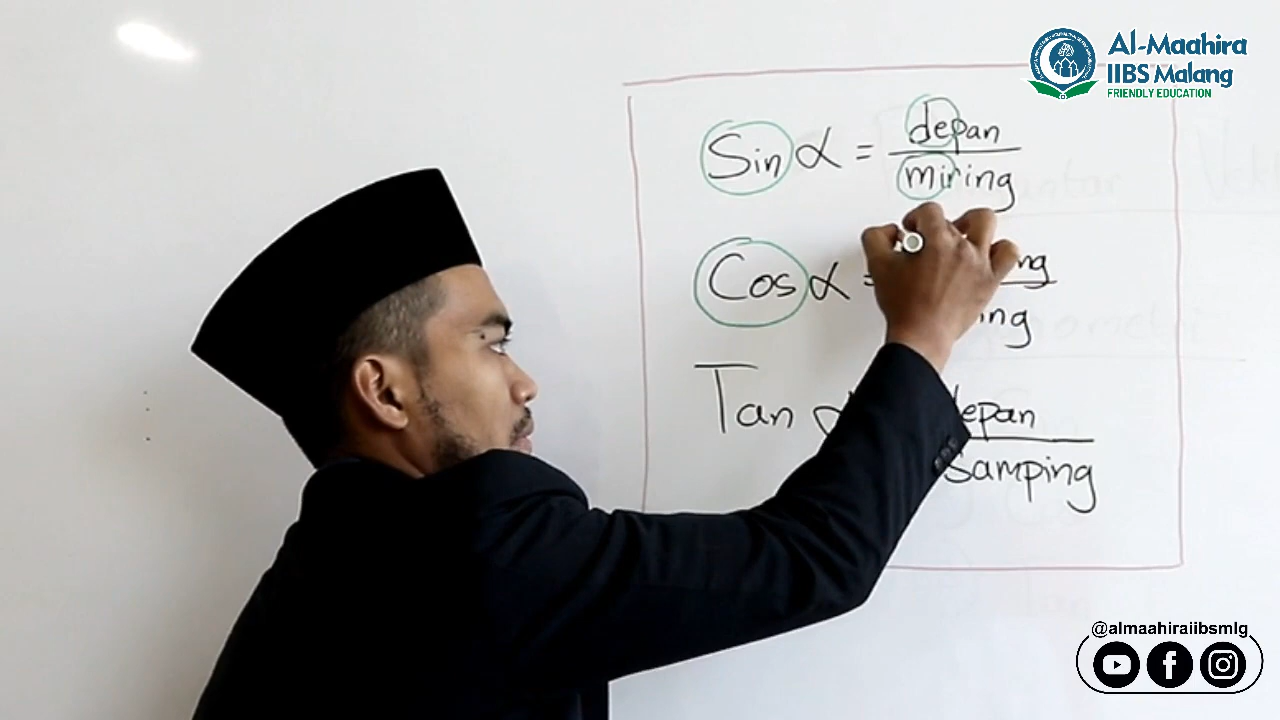 Al-Maahira
IIBS Malang
FRIENDLY EDUCATION
Sin α = depan
miring
Cos α =
Tan
depan
samping
@almaahiraiibsmlg